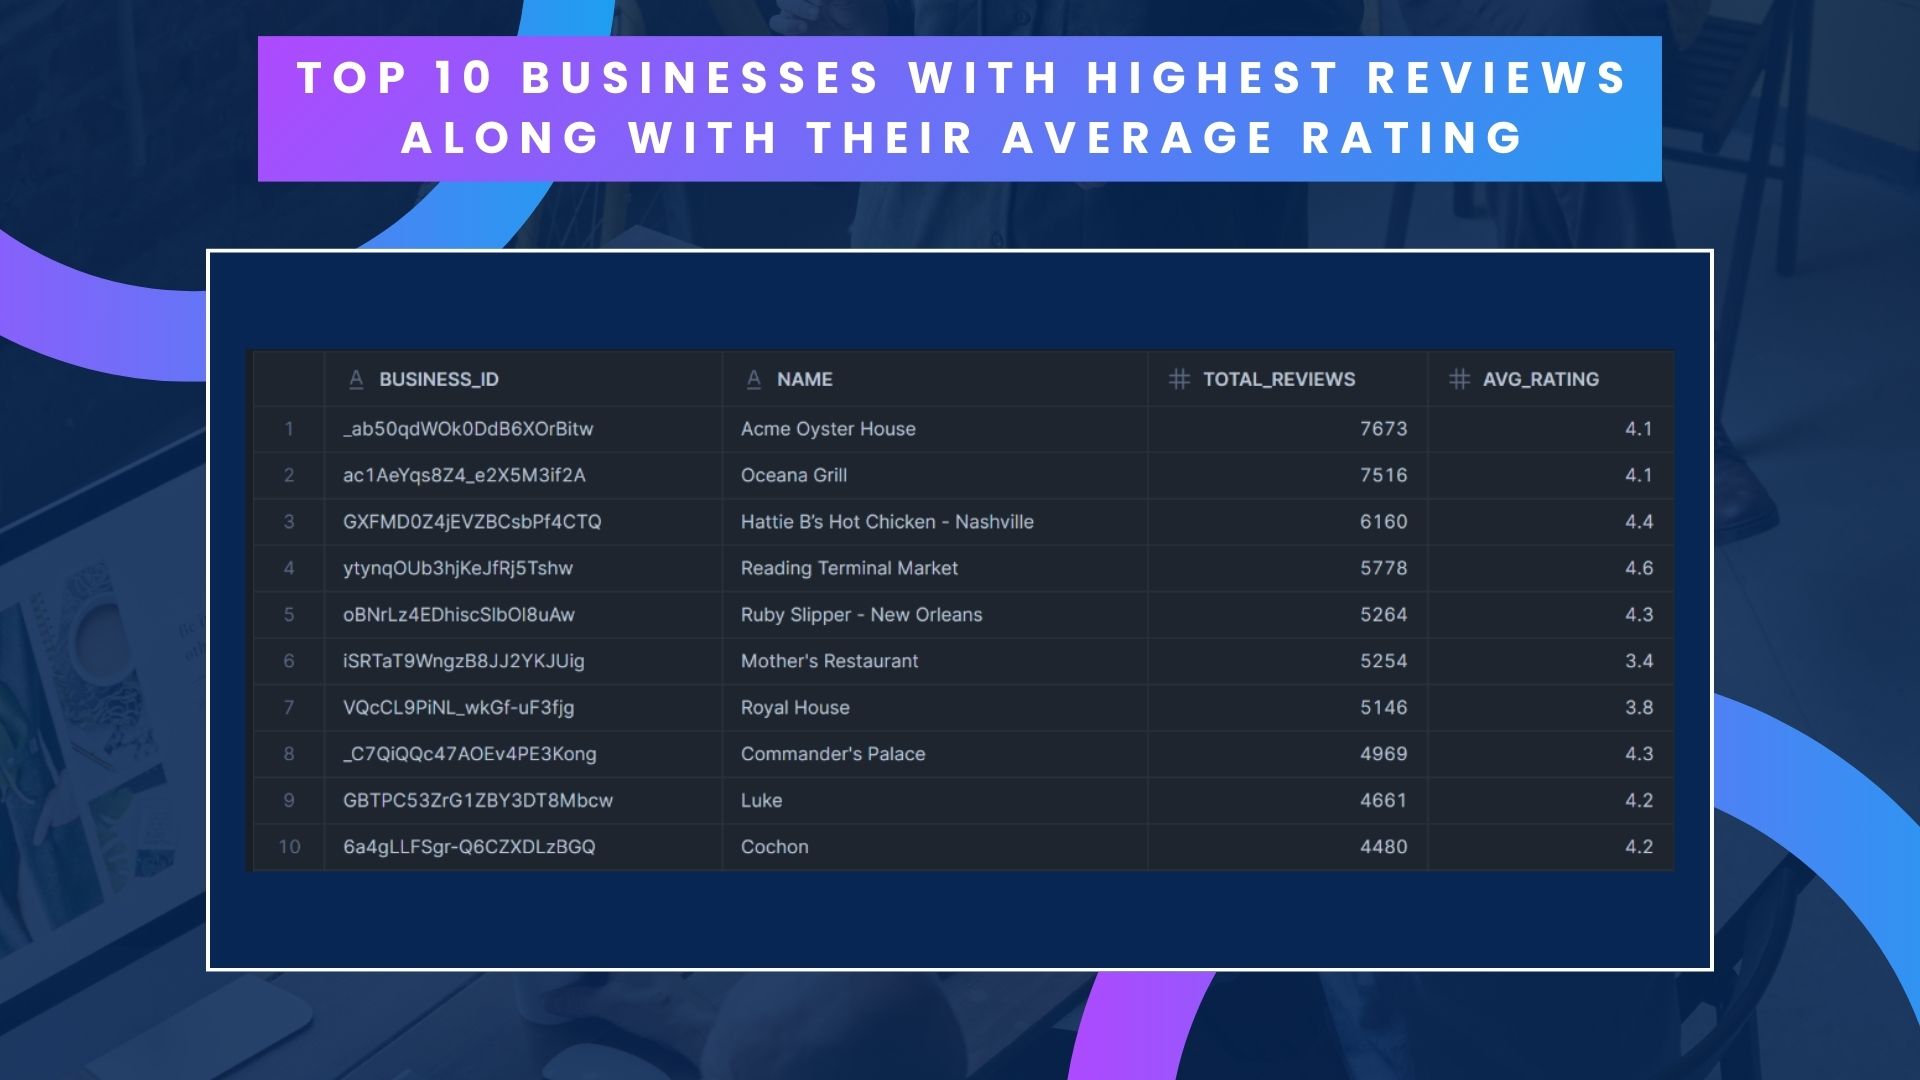 TOP 10 BUSINESSES WITH HIGHEST REVIEWS
ALONG WITH THEIR AVERAGE RATING
A BUSINESS_ID A NAME # TOTAL_REVIEWS # AVG_RATING
1 _ab50qdWOk0DdB6XOrBitw Acme Oyster House 7673 4.1
2 ac1AeYqs8Z4_e2X5M3if2A Oceana Grill 7516 4.1
3 GXFMD0Z4jEVZBCsbPf4CTQ Hattie B’s Hot Chicken - Nashville 6160 4.4
4 ytynqOUb3hjKeJfRj5Tshw Reading Terminal Market 5778 4.6
5 oBNrLz4EDhiscSlbOl8uAw Ruby Slipper - New Orleans 5264 4.3
6 iSRTaT9WngzB8JJ2YKJUig Mother's Restaurant 5254 3.4
7 VQcCL9PiNL_wkGf-uF3fjg Royal House 5146 3.8
8 _C7QiQQc47AOEv4PE3Kong Commander's Palace 4969 4.3
9 GBTPC53ZrG1ZBY3DT8Mbcw Luke 4661 4.2
10 6a4gLLFSgr-Q6CZXDLzBGQ Cochon 4480 4.2